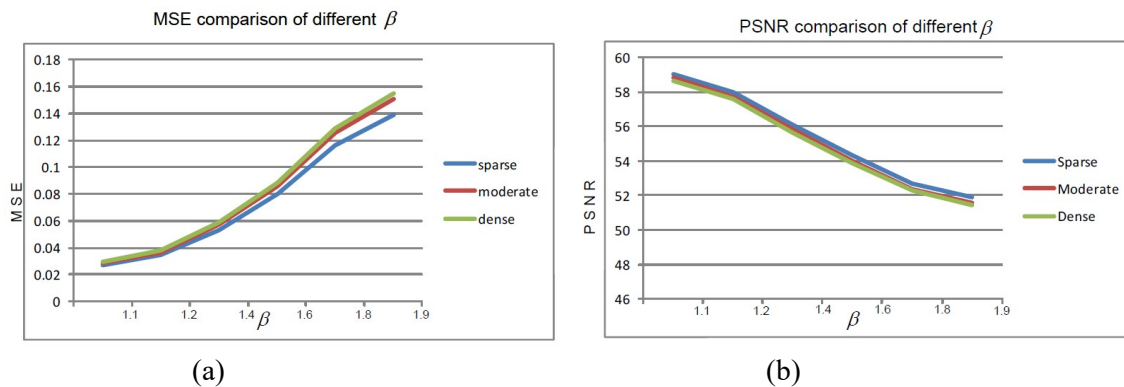 MSE comparison of different β
0.18
0.16
0.14
0.12
0.1
0.08
0.06
0.04
0.02
0
MSE
1.1
1.2
1.4
1.6
1.8
1.9
β
sparse
moderate
dense
(a)
PSNR comparison of different β
60
58
56
54
52
50
48
46
PSNR
1.1
1.2
1.4
1.6
1.8
1.9
β
Sparse
Moderate
Dense
(b)